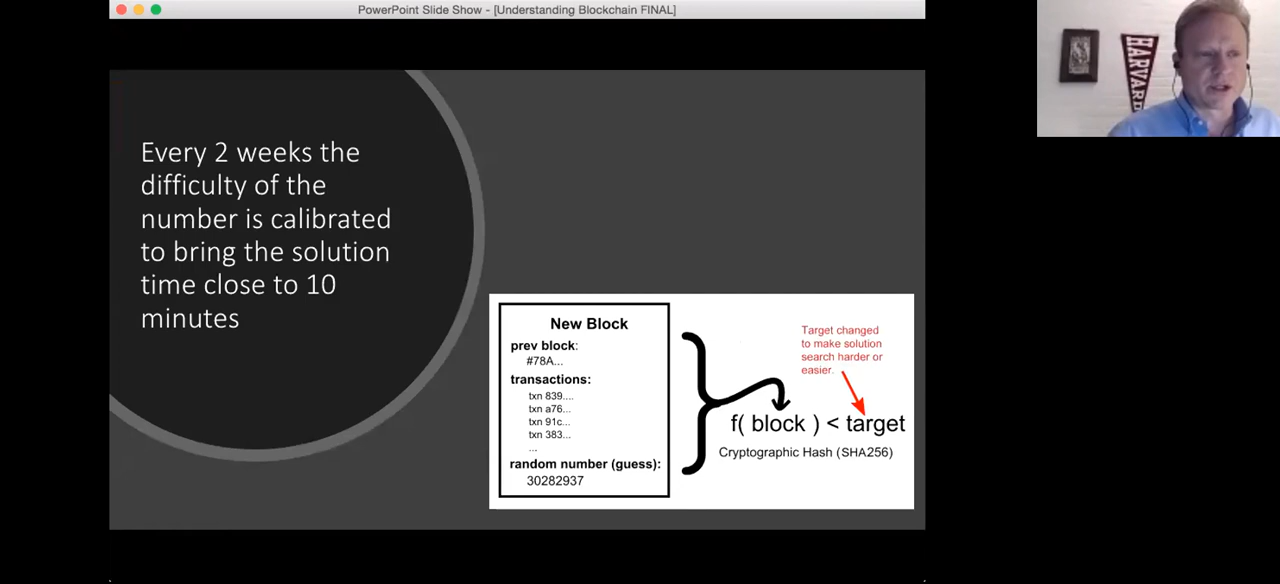 PowerPoint Slide Show - [Understanding Blockchain FINAL]
HARVARD
Every 2 weeks the
difficulty of the
number is calibrated
to bring the solution
time close to 10
minutes
New Block
prev block:
#78A...
transactions:
txn 839....
txn a76...
txn 91c...
txn 383...
...
random number (guess):
30282937
Target changed
to make solution
search harder or
easier.
f( block ) < target
Cryptographic Hash (SHA256)